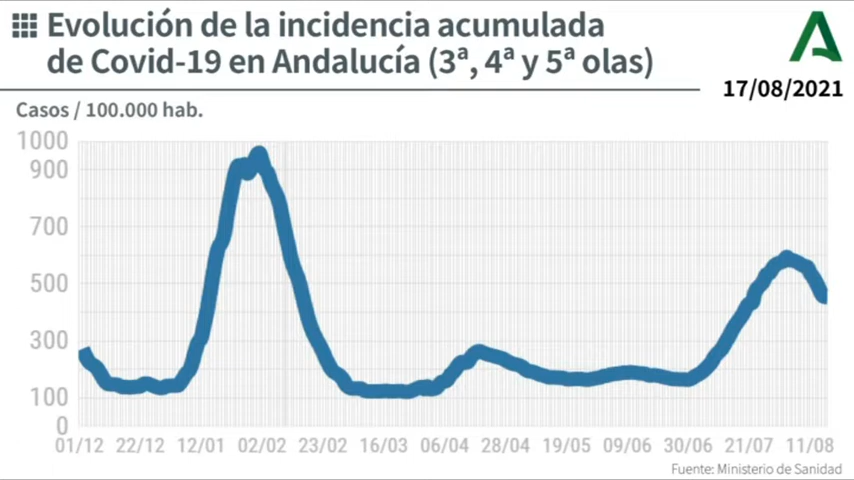 Evolución de la incidencia acumulada
de Covid-19 en Andalucía (3ª, 4ª y 5ª olas)
17/08/2021
Casos / 100.000 hab.
1000
900
700
500
300
100
0
01/12 22/12 12/01 02/02 23/02 16/03 06/04 28/04 19/05 09/06 30/06 21/07 11/08
Fuente: Ministerio de Sanidad